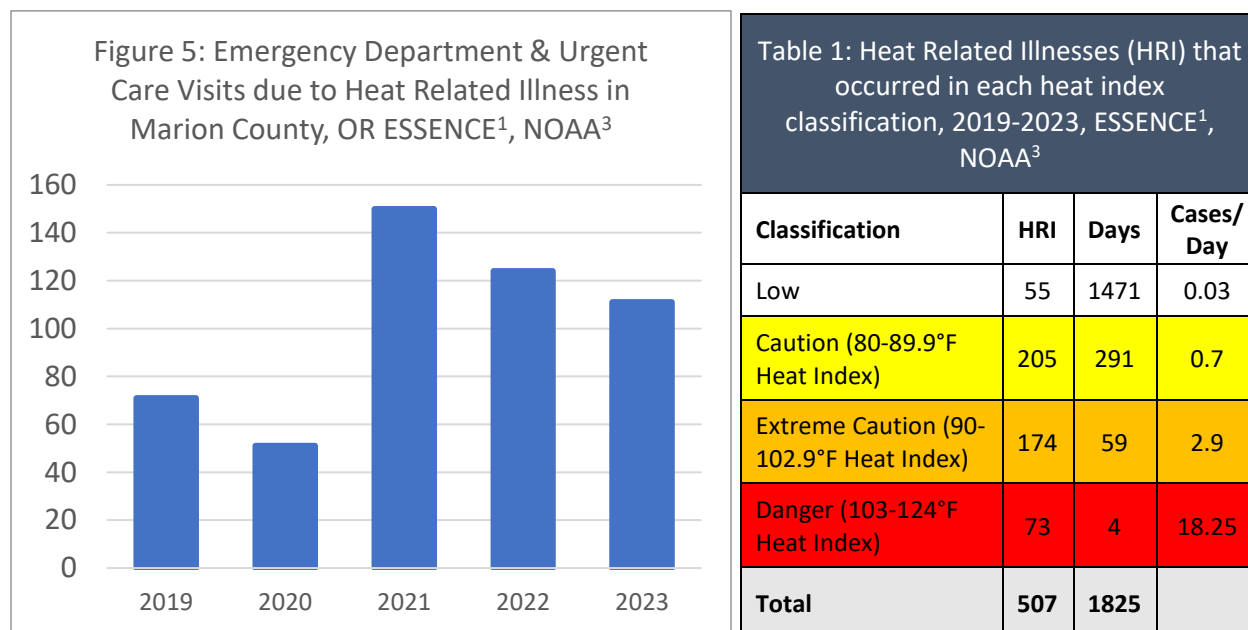 Figure 5: Emergency Department & Urgent
Care Visits due to Heat Related Illness in
Marion County, OR ESSENCE¹, NOAA³
160
140
120
100
80
60
40
20
0
2019 2020 2021 2022 2023
Table 1: Heat Related Illnesses (HRI) that
occurred in each heat index
classification, 2019-2023, ESSENCE¹,
NOAA³
Classification HRI Days Cases/
Day
Low 55 1471 0.03
Caution (80-89.9°F
Heat Index) 205 291 0.7
Extreme Caution (90-
102.9°F Heat Index) 174 59 2.9
Danger (103-124°F
Heat Index) 73 4 18.25
Total 507 1825